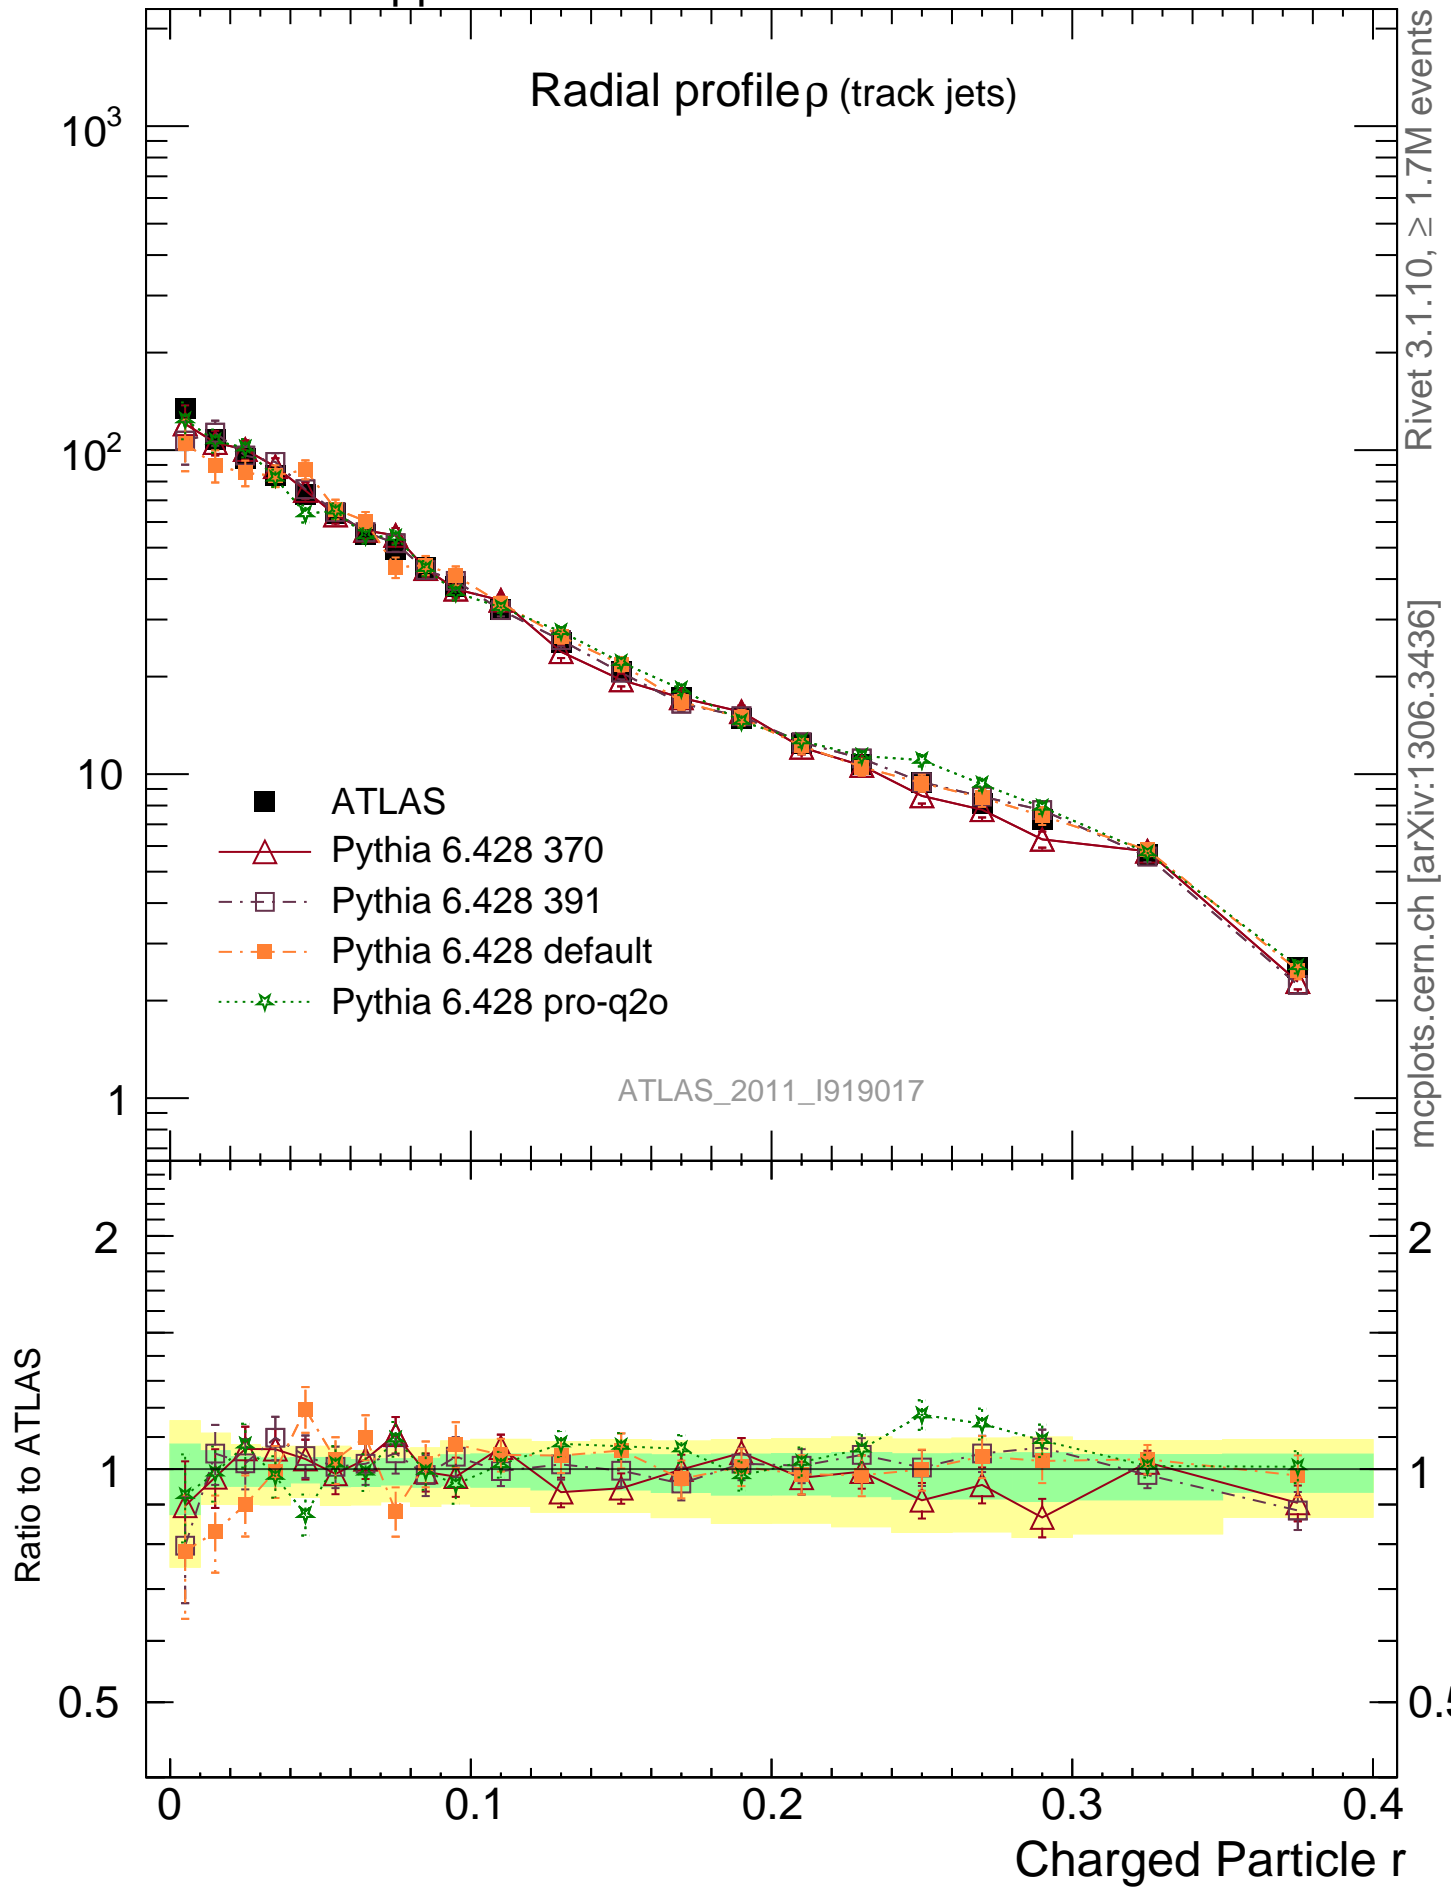 Radial profile ρ (track jets)
10³
10²
10
1
ATLAS
Pythia 6.428 370
Pythia 6.428 391
Pythia 6.428 default
Pythia 6.428 pro-q2o
ATLAS_2011_I919017
Rivet 3.1.10, ≥ 1.7M events
mcplots.cern.ch [arXiv:1306.3436]
Ratio to ATLAS
2
1
0.5
2
1
0 0.1 0.2 0.3 0.4
Charged Particle r